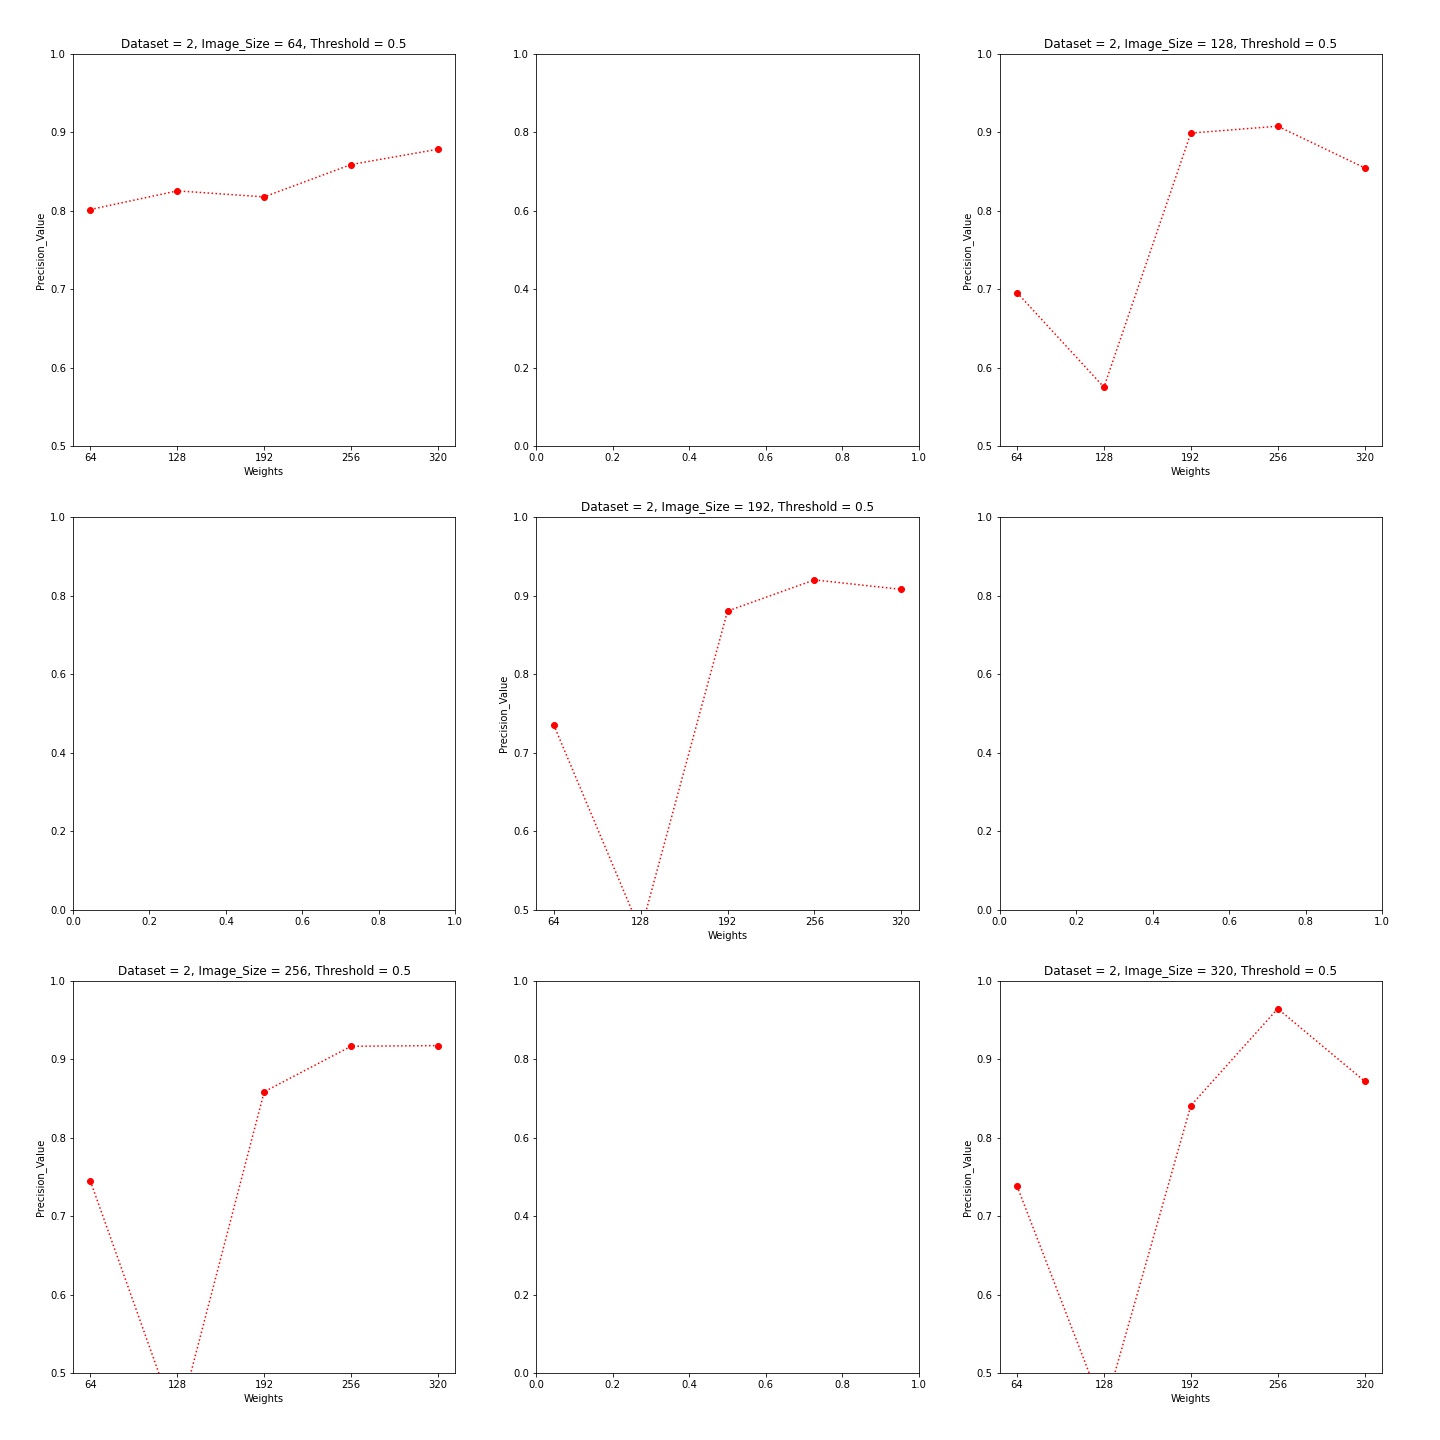 Dataset = 2, Image_Size = 64, Threshold = 0.5
1.0
0.9
0.8
0.7
0.6
0.5
Precision_Value
64 128 192 256 320
Weights
1.0
0.8
0.6
0.4
0.2
0.0
0.0 0.2 0.4 0.6 0.8 1.0
Dataset = 2, Image_Size = 128, Threshold = 0.5
1.0
0.9
0.8
0.7
0.6
0.5
Precision_Value
64 128 192 256 320
Weights
1.0
0.8
0.6
0.4
0.2
0.0
0.0 0.2 0.4 0.6 0.8 1.0
Dataset = 2, Image_Size = 192, Threshold = 0.5
1.0
0.9
0.8
0.7
0.6
0.5
Precision_Value
64 128 192 256 320
Weights
1.0
0.8
0.6
0.4
0.2
0.0
0.0 0.2 0.4 0.6 0.8 1.0
Dataset = 2, Image_Size = 256, Threshold = 0.5
1.0
0.9
0.8
0.7
0.6
0.5
Precision_Value
64 128 192 256 320
Weights
1.0
0.8
0.6
0.4
0.2
0.0
0.0 0.2 0.4 0.6 0.8 1.0
Dataset = 2, Image_Size = 320, Threshold = 0.5
1.0
0.9
0.8
0.7
0.6
0.5
Precision_Value
64 128 192 256 320
Weights